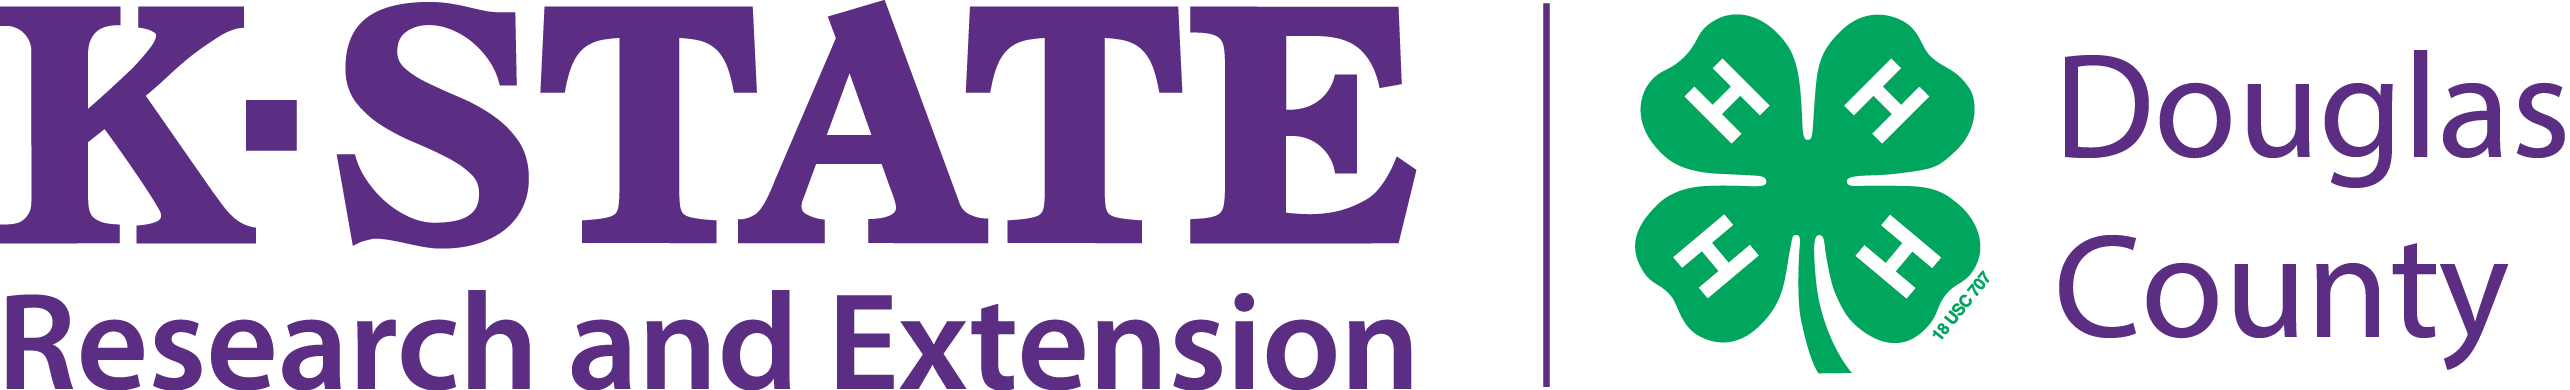 K-STATE
Research and Extension
H H
H H
18 USC 707
Douglas
County